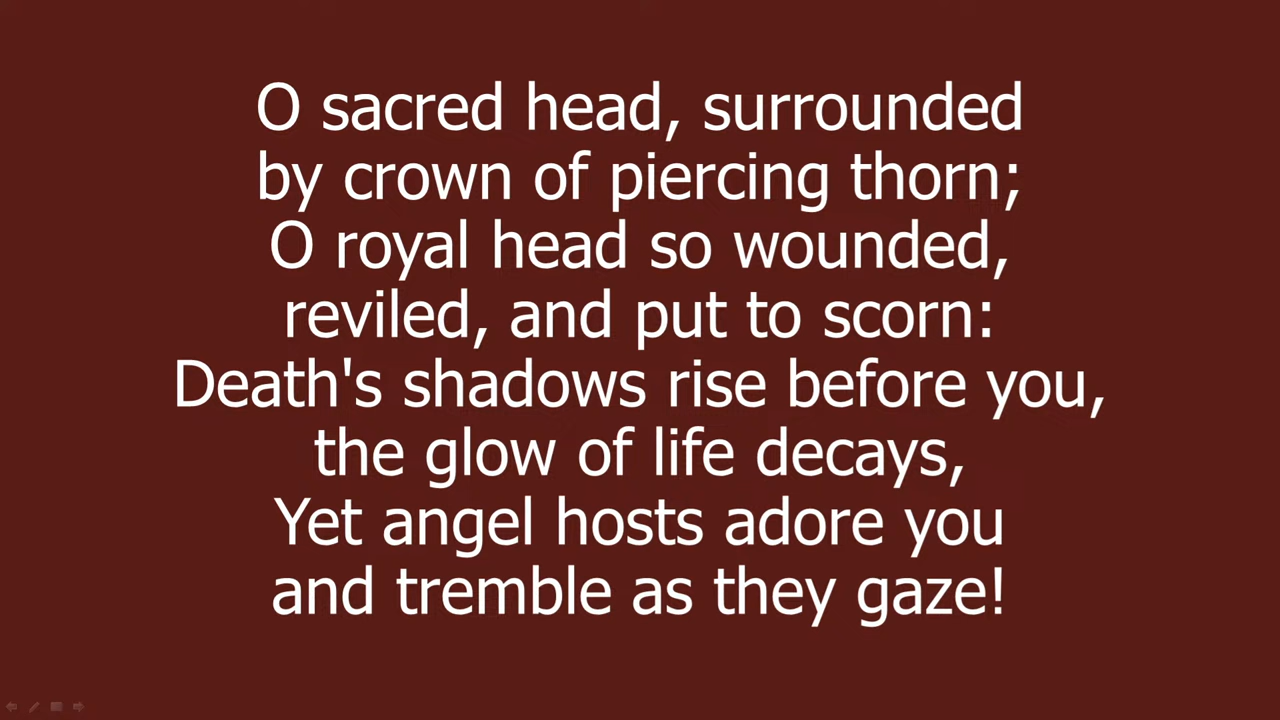 O sacred head, surrounded
by crown of piercing thorn;
O royal head so wounded,
reviled, and put to scorn:
Death's shadows rise before you,
the glow of life decays,
Yet angel hosts adore you
and tremble as they gaze!